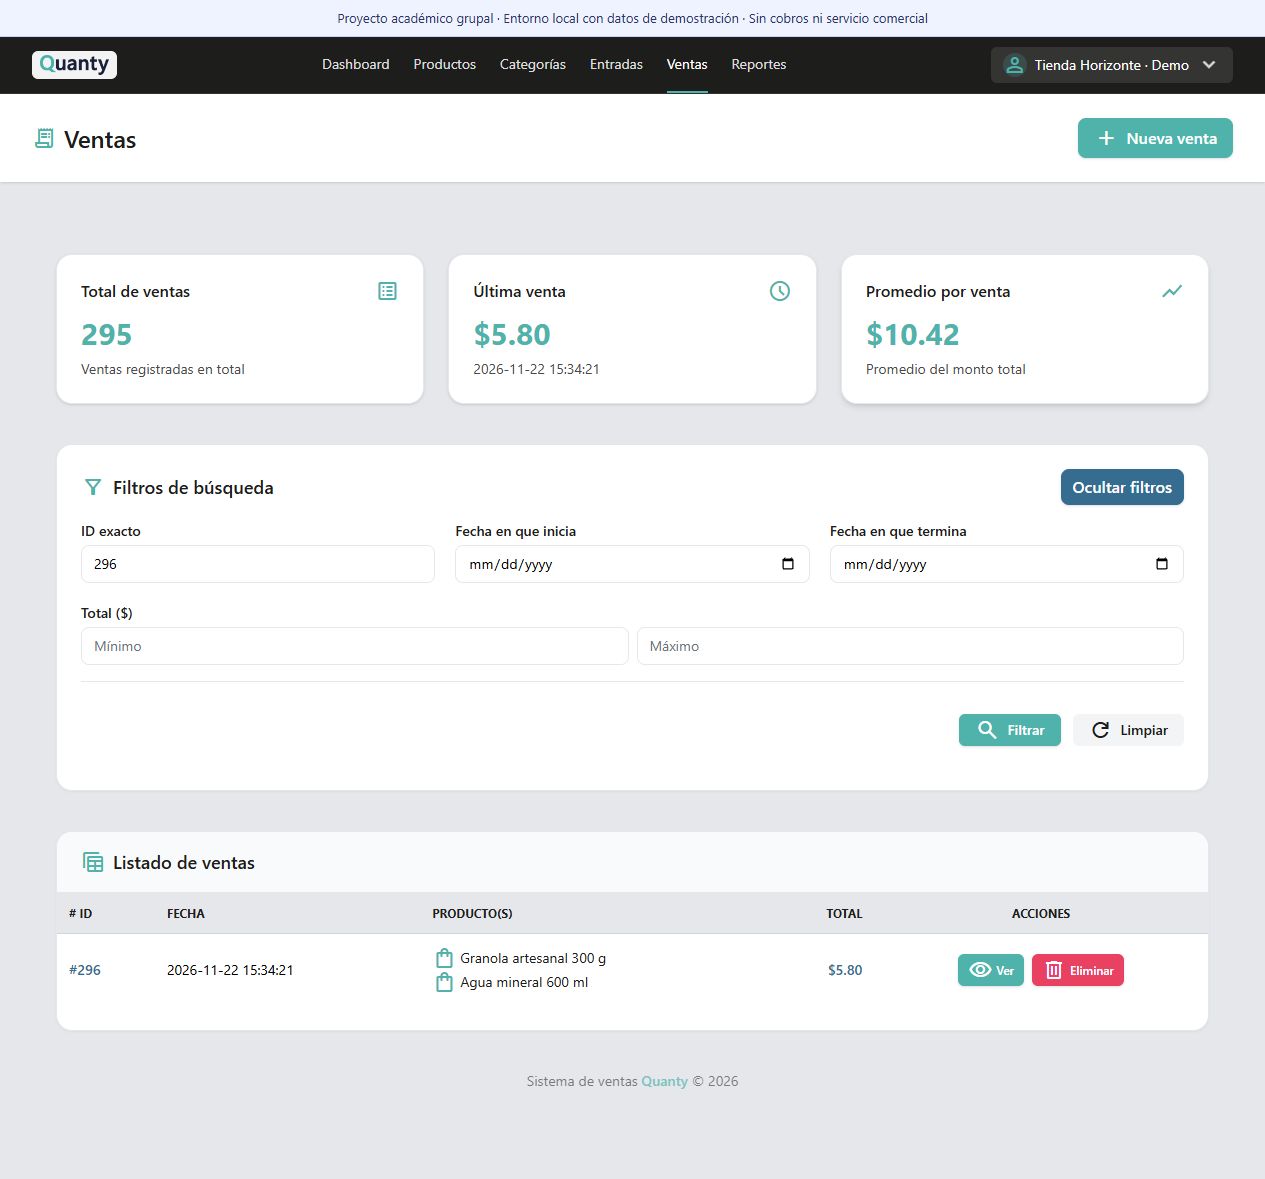 Proyecto académico grupal · Entorno local con datos de demostración · Sin cobros ni servicio comercial
Quanty
Dashboard Productos Categorías Entradas Ventas Reportes
Tienda Horizonte · Demo
Ventas
Nueva venta
Total de ventas
295
Ventas registradas en total
Última venta
$5.80
2026-11-22 15:34:21
Promedio por venta
$10.42
Promedio del monto total
Filtros de búsqueda
Ocultar filtros
ID exacto
296
Fecha en que inicia
mm/dd/yyyy
Fecha en que termina
mm/dd/yyyy
Total ($)
Mínimo
Máximo
Filtrar
Limpiar
Listado de ventas
# ID FECHA PRODUCTO(S) TOTAL ACCIONES
#296 2026-11-22 15:34:21
Granola artesanal 300 g
Agua mineral 600 ml
$5.80
Ver
Eliminar
Sistema de ventas Quanty © 2026